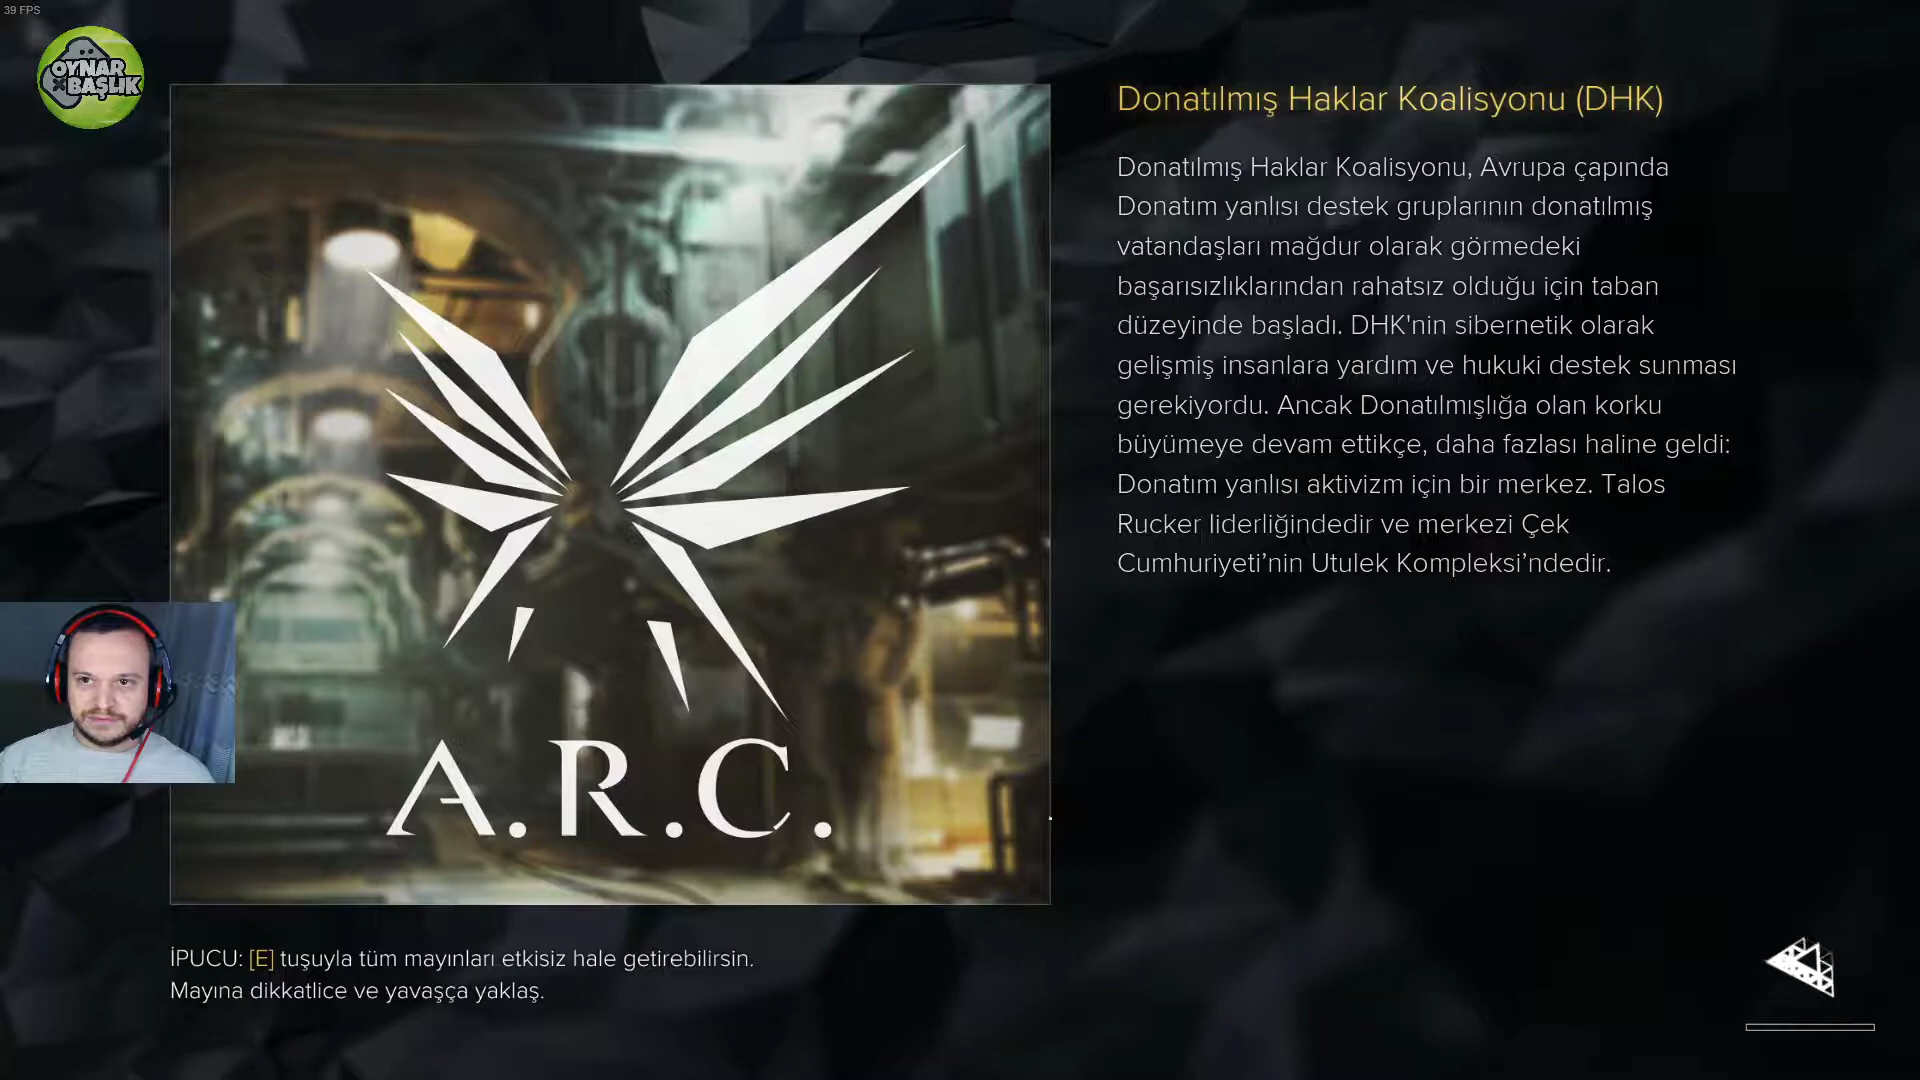 39 FPS
OYNAR
BAŞLIK
Donatılmış Haklar Koalisyonu (DHK)
Donatılmış Haklar Koalisyonu, Avrupa çapında
Donatım yanlısı destek gruplarının donatılmış
vatandaşları mağdur olarak görmedeki
başarısızlıklarından rahatsız olduğu için taban
düzeyinde başladı. DHK'nin sibernetik olarak
gelişmiş insanlara yardım ve hukuki destek sunması
gerekiyordu. Ancak Donatılmışlığa olan korku
büyümeye devam ettikçe, daha fazlası haline geldi:
Donatım yanlısı aktivizm için bir merkez. Talos
Rucker liderliğindedir ve merkezi Çek
Cumhuriyeti’nin Utulek Kompleksi’ndedir.
A.R.C.
İPUCU: [E] tuşuyla tüm mayınları etkisiz hale getirebilirsin.
Mayına dikkatlice ve yavaşça yaklaş.